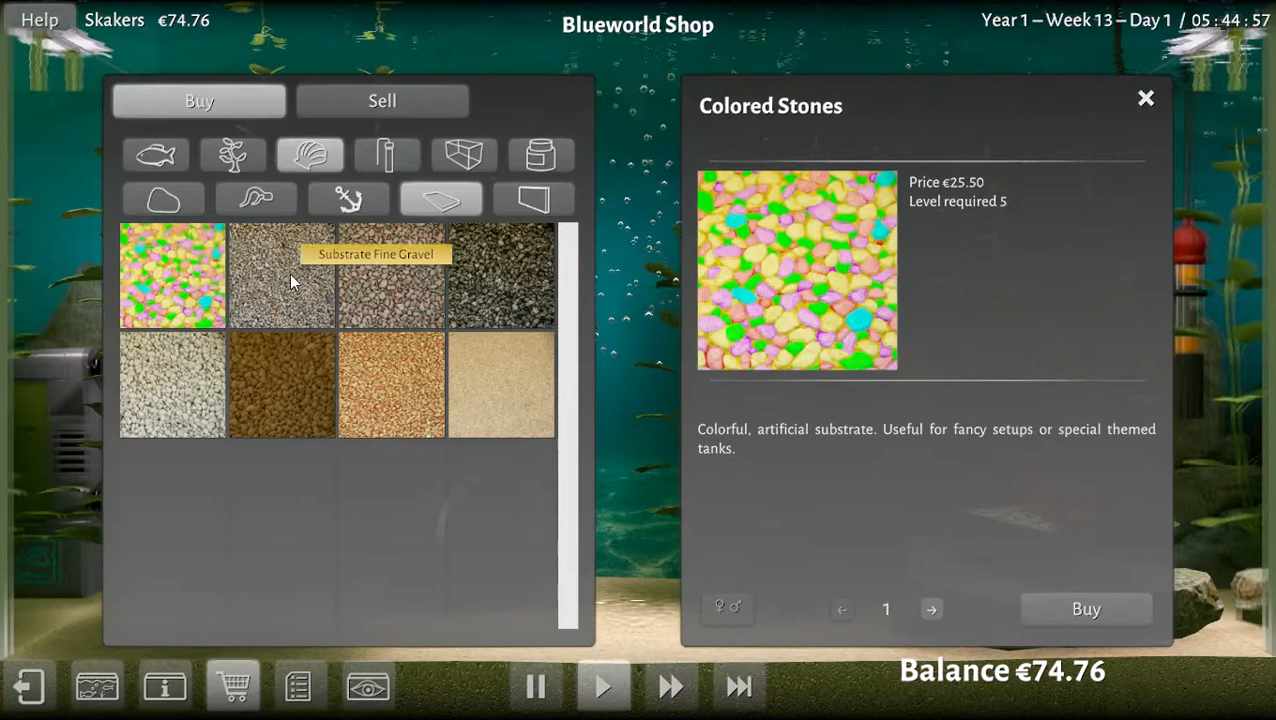 Help
Skakers €74.76
Blueworld Shop
Year 1 – Week 13 – Day 1 / 05 : 44 : 57
Buy
Sell
Substrate Fine Gravel
Colored Stones
Price €25.50
Level required 5
Colorful, artificial substrate. Useful for fancy setups or special themed
tanks.
1
Buy
Balance €74.76